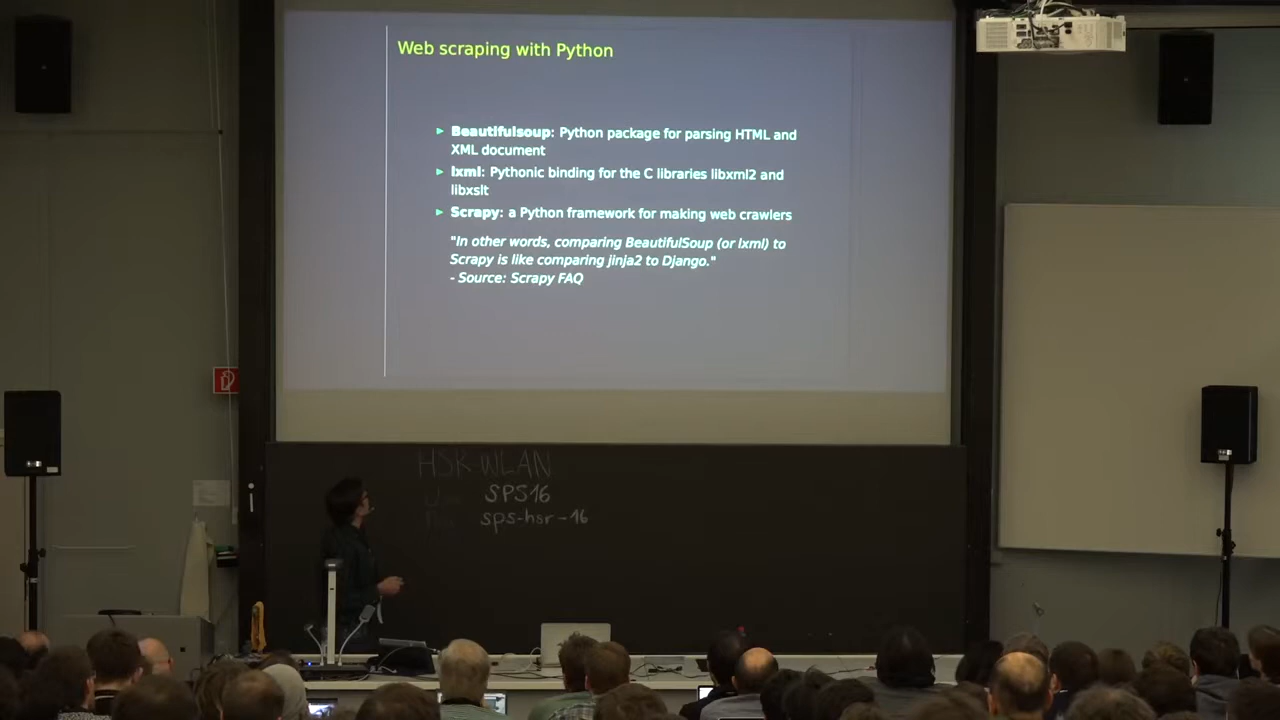 Web scraping with Python
▶ Beautifulsoup: Python package for parsing HTML and
XML document
▶ lxml: Pythonic binding for the C libraries libxml2 and
libxslt
▶ Scrapy: a Python framework for making web crawlers
"In other words, comparing BeautifulSoup (or lxml) to
Scrapy is like comparing jinja2 to Django."
- Source: Scrapy FAQ
HSR WLAN
SPS16
sps-hsr-16